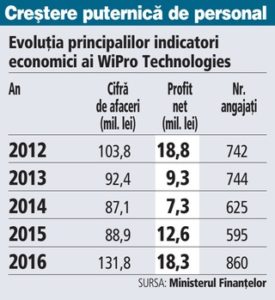 Creștere puternică de personal
Evoluția principalilor indicatori
economici ai WiPro Technologies
An Cifră de afaceri (mil. lei) Profit net (mil. lei) Nr. angajați
2012 103,8 18,8 742
2013 92,4 9,3 744
2014 87,1 7,3 625
2015 88,9 12,6 595
2016 131,8 18,3 860
SURSA: Ministerul Finanțelor